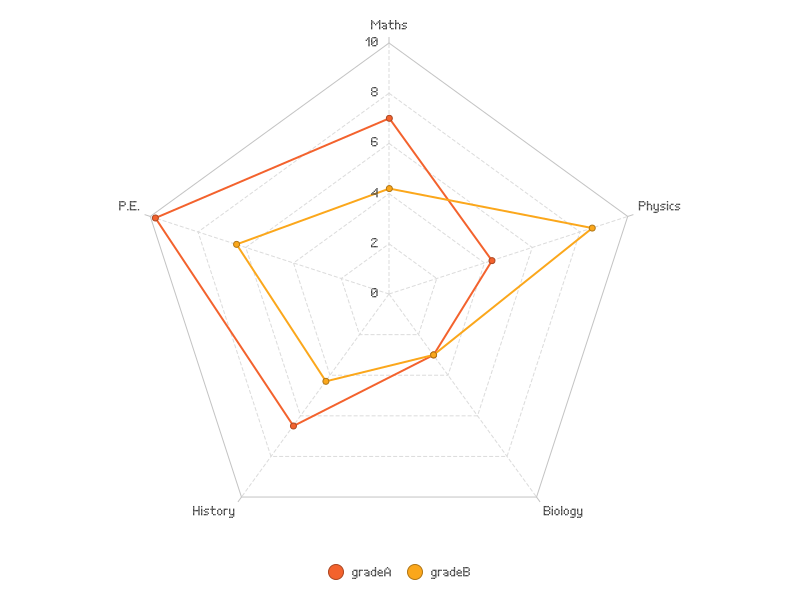 Maths
10
8
6
4
2
0
P.E.
Physics
History
Biology
gradeA
gradeB